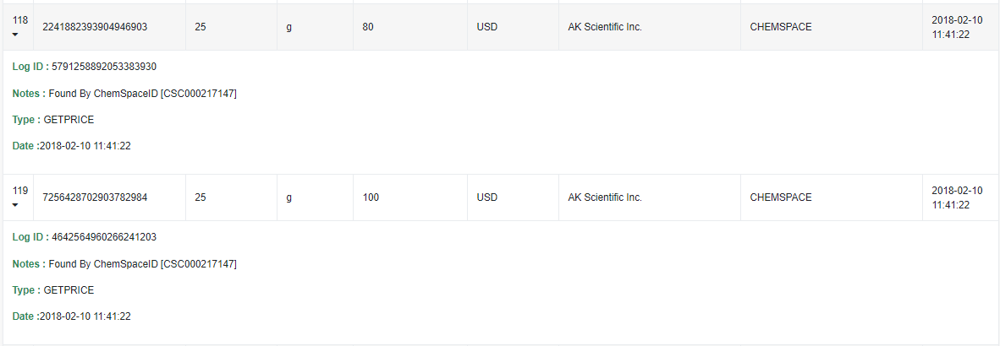 118 2241882393904946903 25 g 80 USD AK Scientific Inc. CHEMSPACE 2018-02-10 11:41:22
Log ID : 5791258892053383930
Notes : Found By ChemSpaceID [CSC000217147]
Type : GETPRICE
Date :2018-02-10 11:41:22
119 7256428702903782984 25 g 100 USD AK Scientific Inc. CHEMSPACE 2018-02-10 11:41:22
Log ID : 4642564960266241203
Notes : Found By ChemSpaceID [CSC000217147]
Type : GETPRICE
Date :2018-02-10 11:41:22